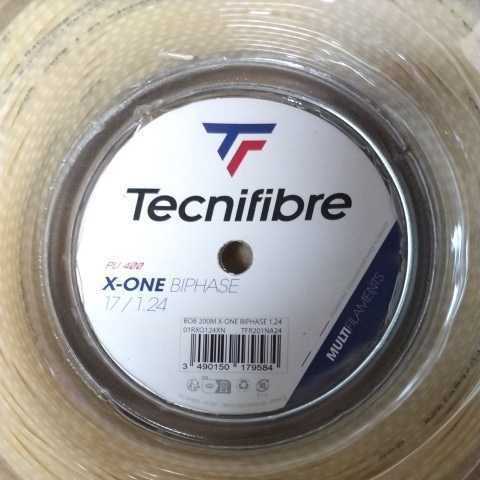 TF
Tecnifibre
PU 400
X-ONE BIPHASE
17 / 1.24
MULTIFILAMENTS
BOB 200M X-ONE BIPHASE 1.24
01RXO124XN TFR201NA24
3 490150 179584